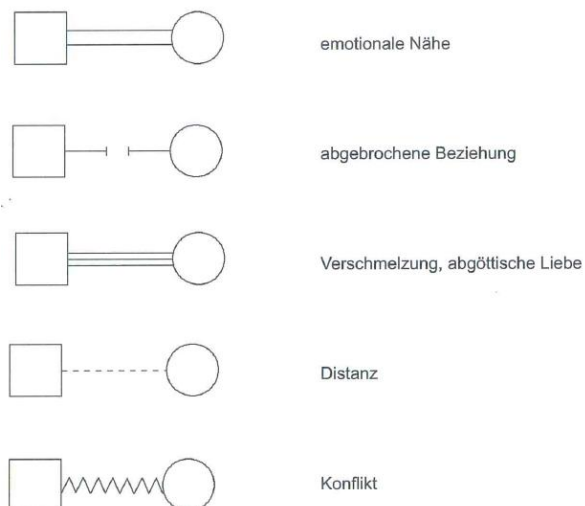 emotionale Nähe
abgebrochene Beziehung
Verschmelzung, abgöttische Liebe
Distanz
Konflikt